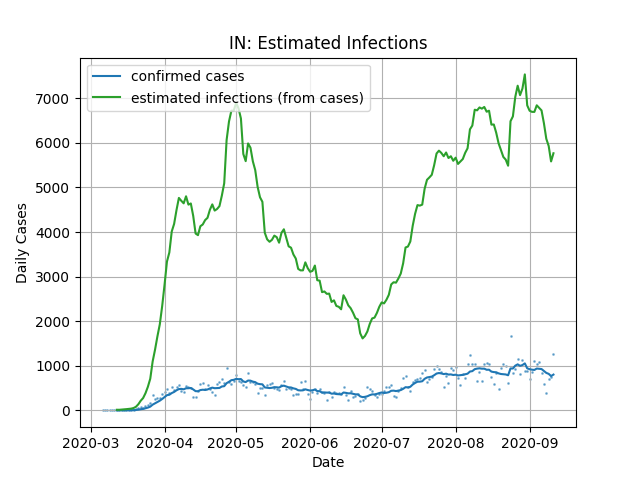 IN: Estimated Infections
confirmed cases
estimated infections (from cases)
Daily Cases
7000
6000
5000
4000
3000
2000
1000
0
2020-03 2020-04 2020-05 2020-06 2020-07 2020-08 2020-09
Date